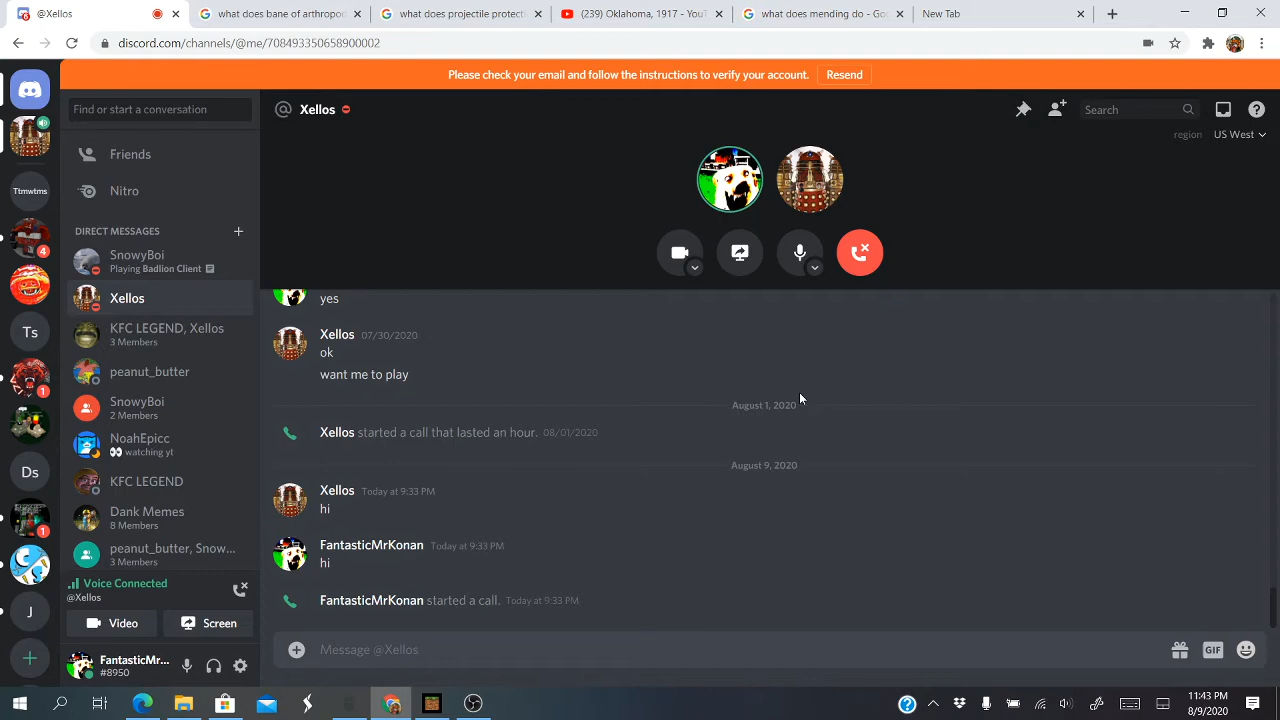 Discord
what does bane of arthropo
what does projectile protecti
(239) Oklahoma, 1917 - YouT
what does mending do - Goo
New Tab
discord.com/channels/@me/708493350658900002
Please check your email and follow the instructions to verify your account.
Resend
Find or start a conversation
@ Xellos
Search
region
US West
Friends
Nitro
DIRECT MESSAGES
SnowyBoi
Playing Badlion Client
Xellos
KFC LEGEND, Xellos
3 Members
peanut_butter
SnowyBoi
2 Members
NoahEpicc
👀 watching yt
KFC LEGEND
Dank Memes
8 Members
peanut_butter, Snow...
3 Members
Ttmwtms
4
Ts
1
Ds
1
J
Voice Connected
@Xellos
Video
Screen
FantasticMr...
#8950
yes
Xellos 07/30/2020
ok
want me to play
August 1, 2020
Xellos started a call that lasted an hour. 08/01/2020
August 9, 2020
Xellos Today at 9:33 PM
hi
FantasticMrKonan Today at 9:33 PM
hi
FantasticMrKonan started a call. Today at 9:33 PM
Message @Xellos
GIF
11:43 PM
8/9/2020